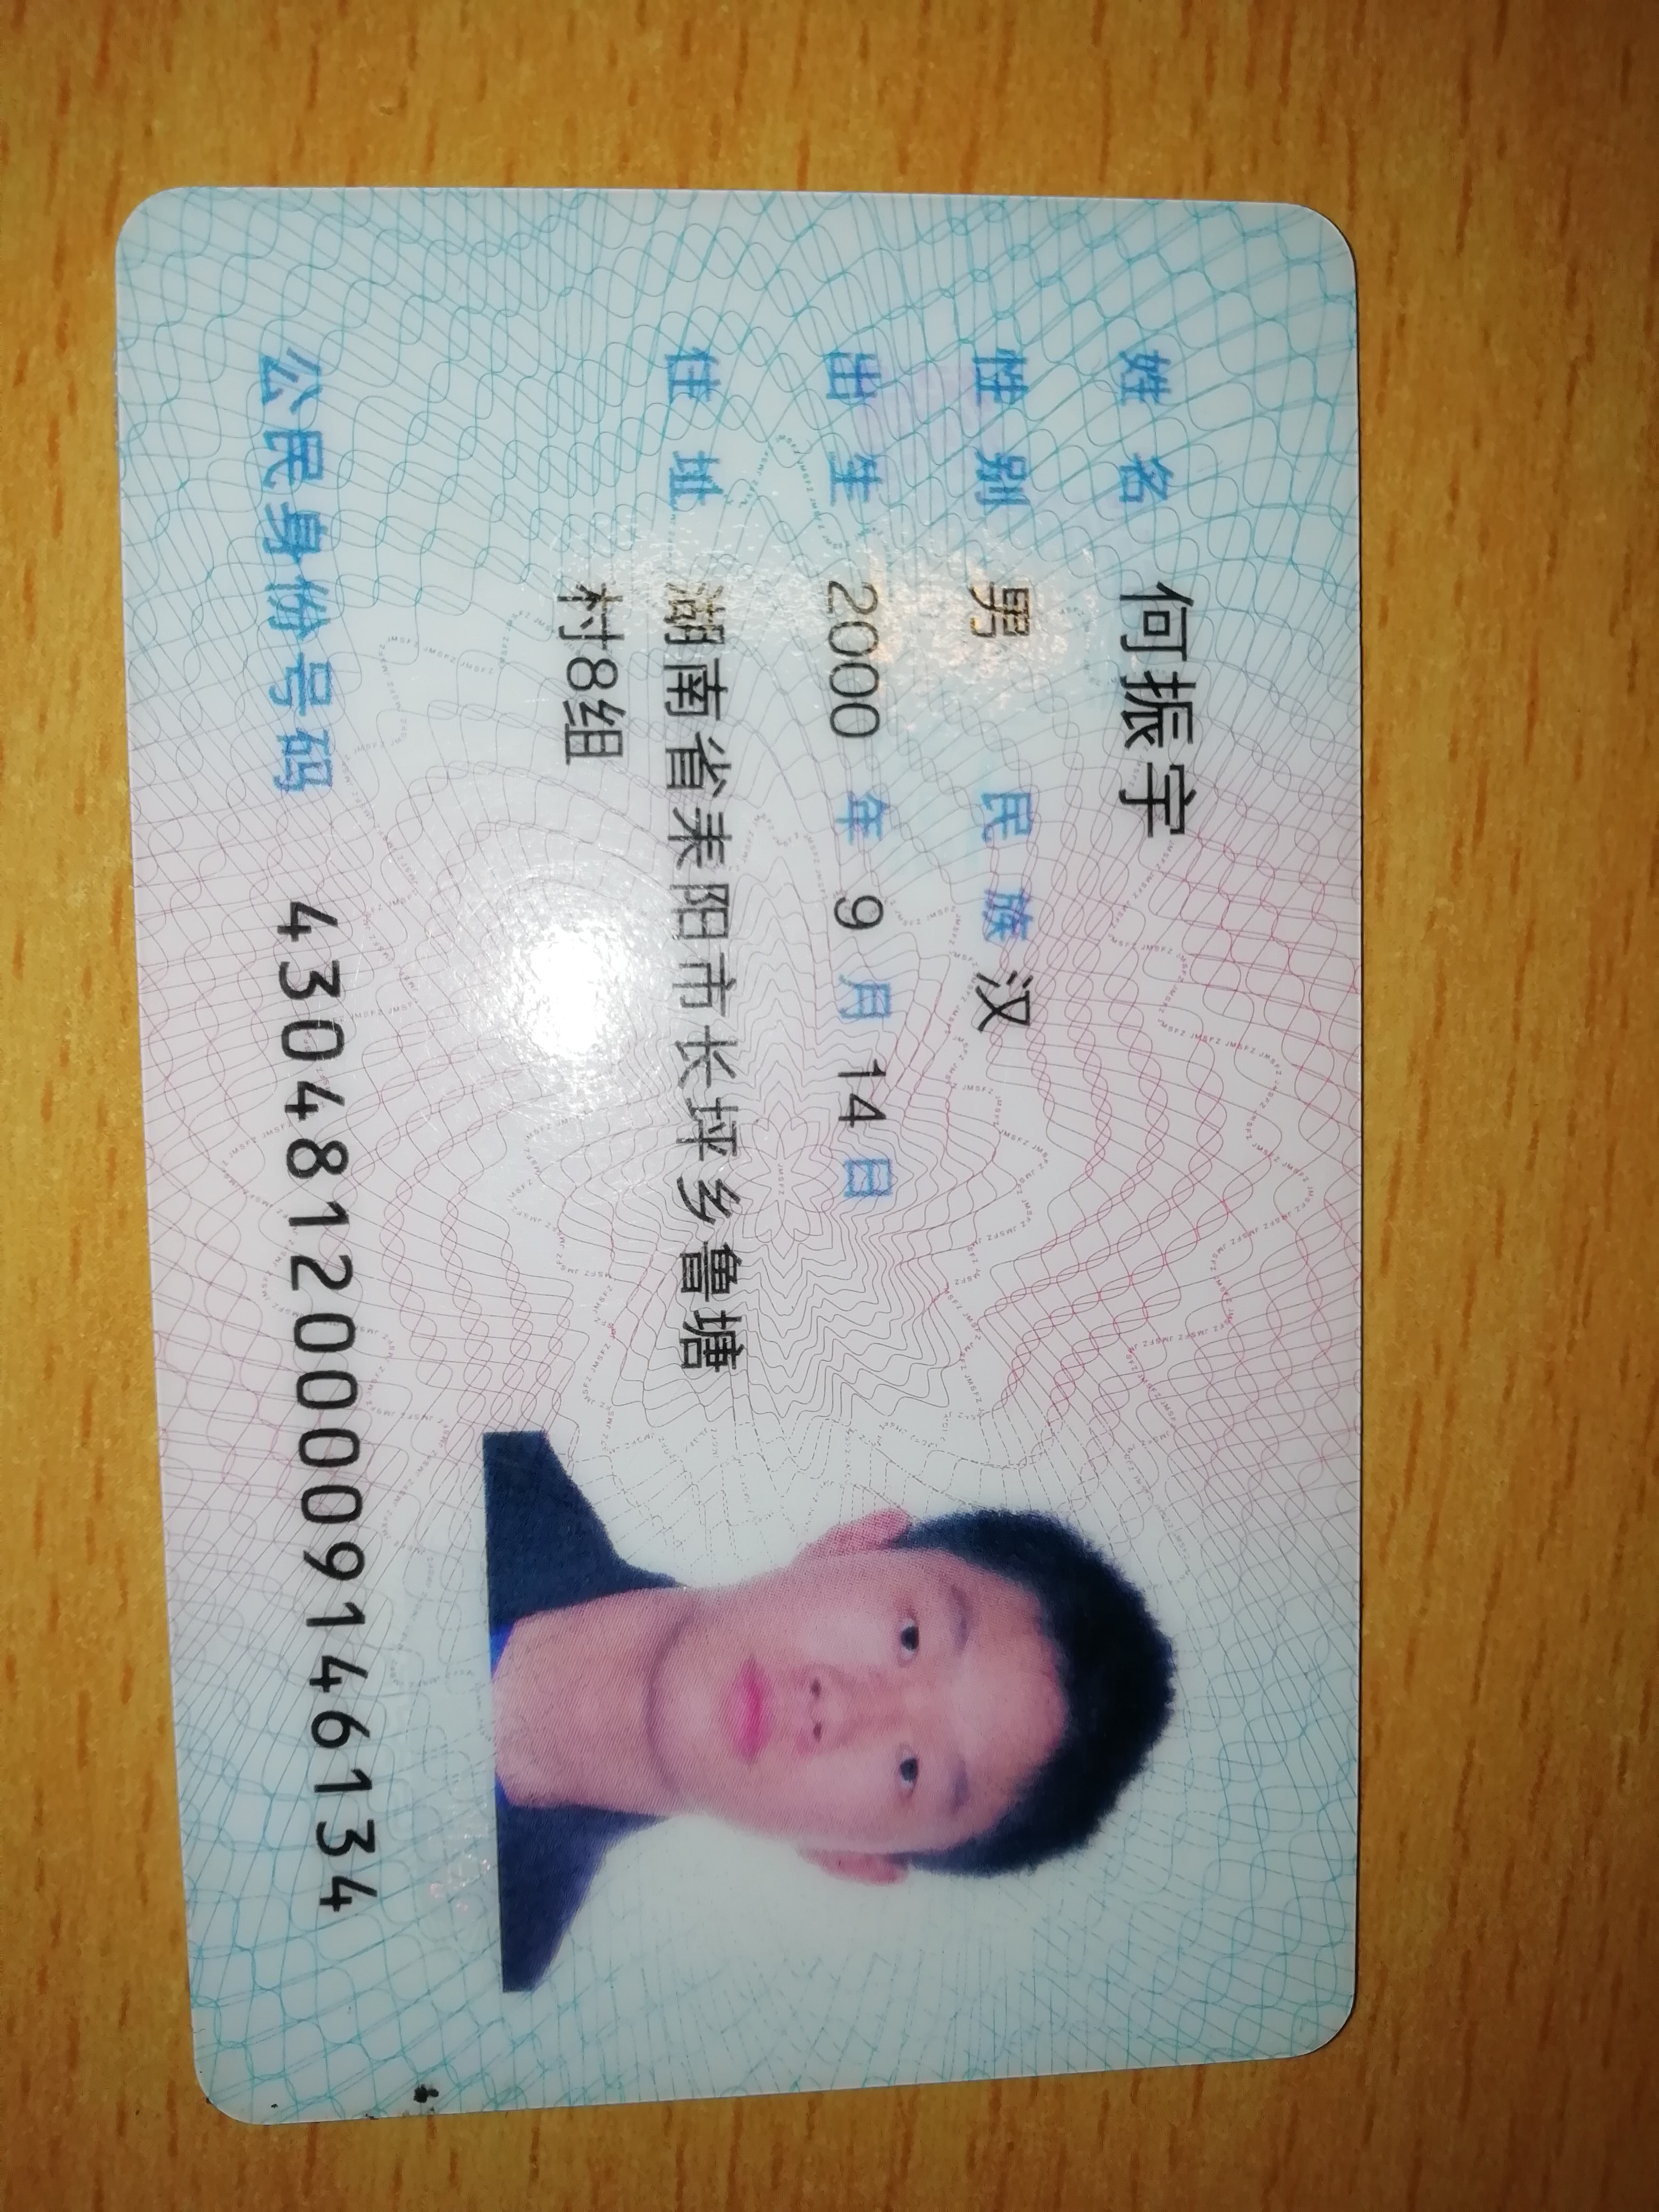 姓名 何振宇
性别 男 民族 汉
出生 2000 年 9 月 14 日
住址 湖南省耒阳市长坪乡鲁塘
村8组
公民身份号码 430481200009146134